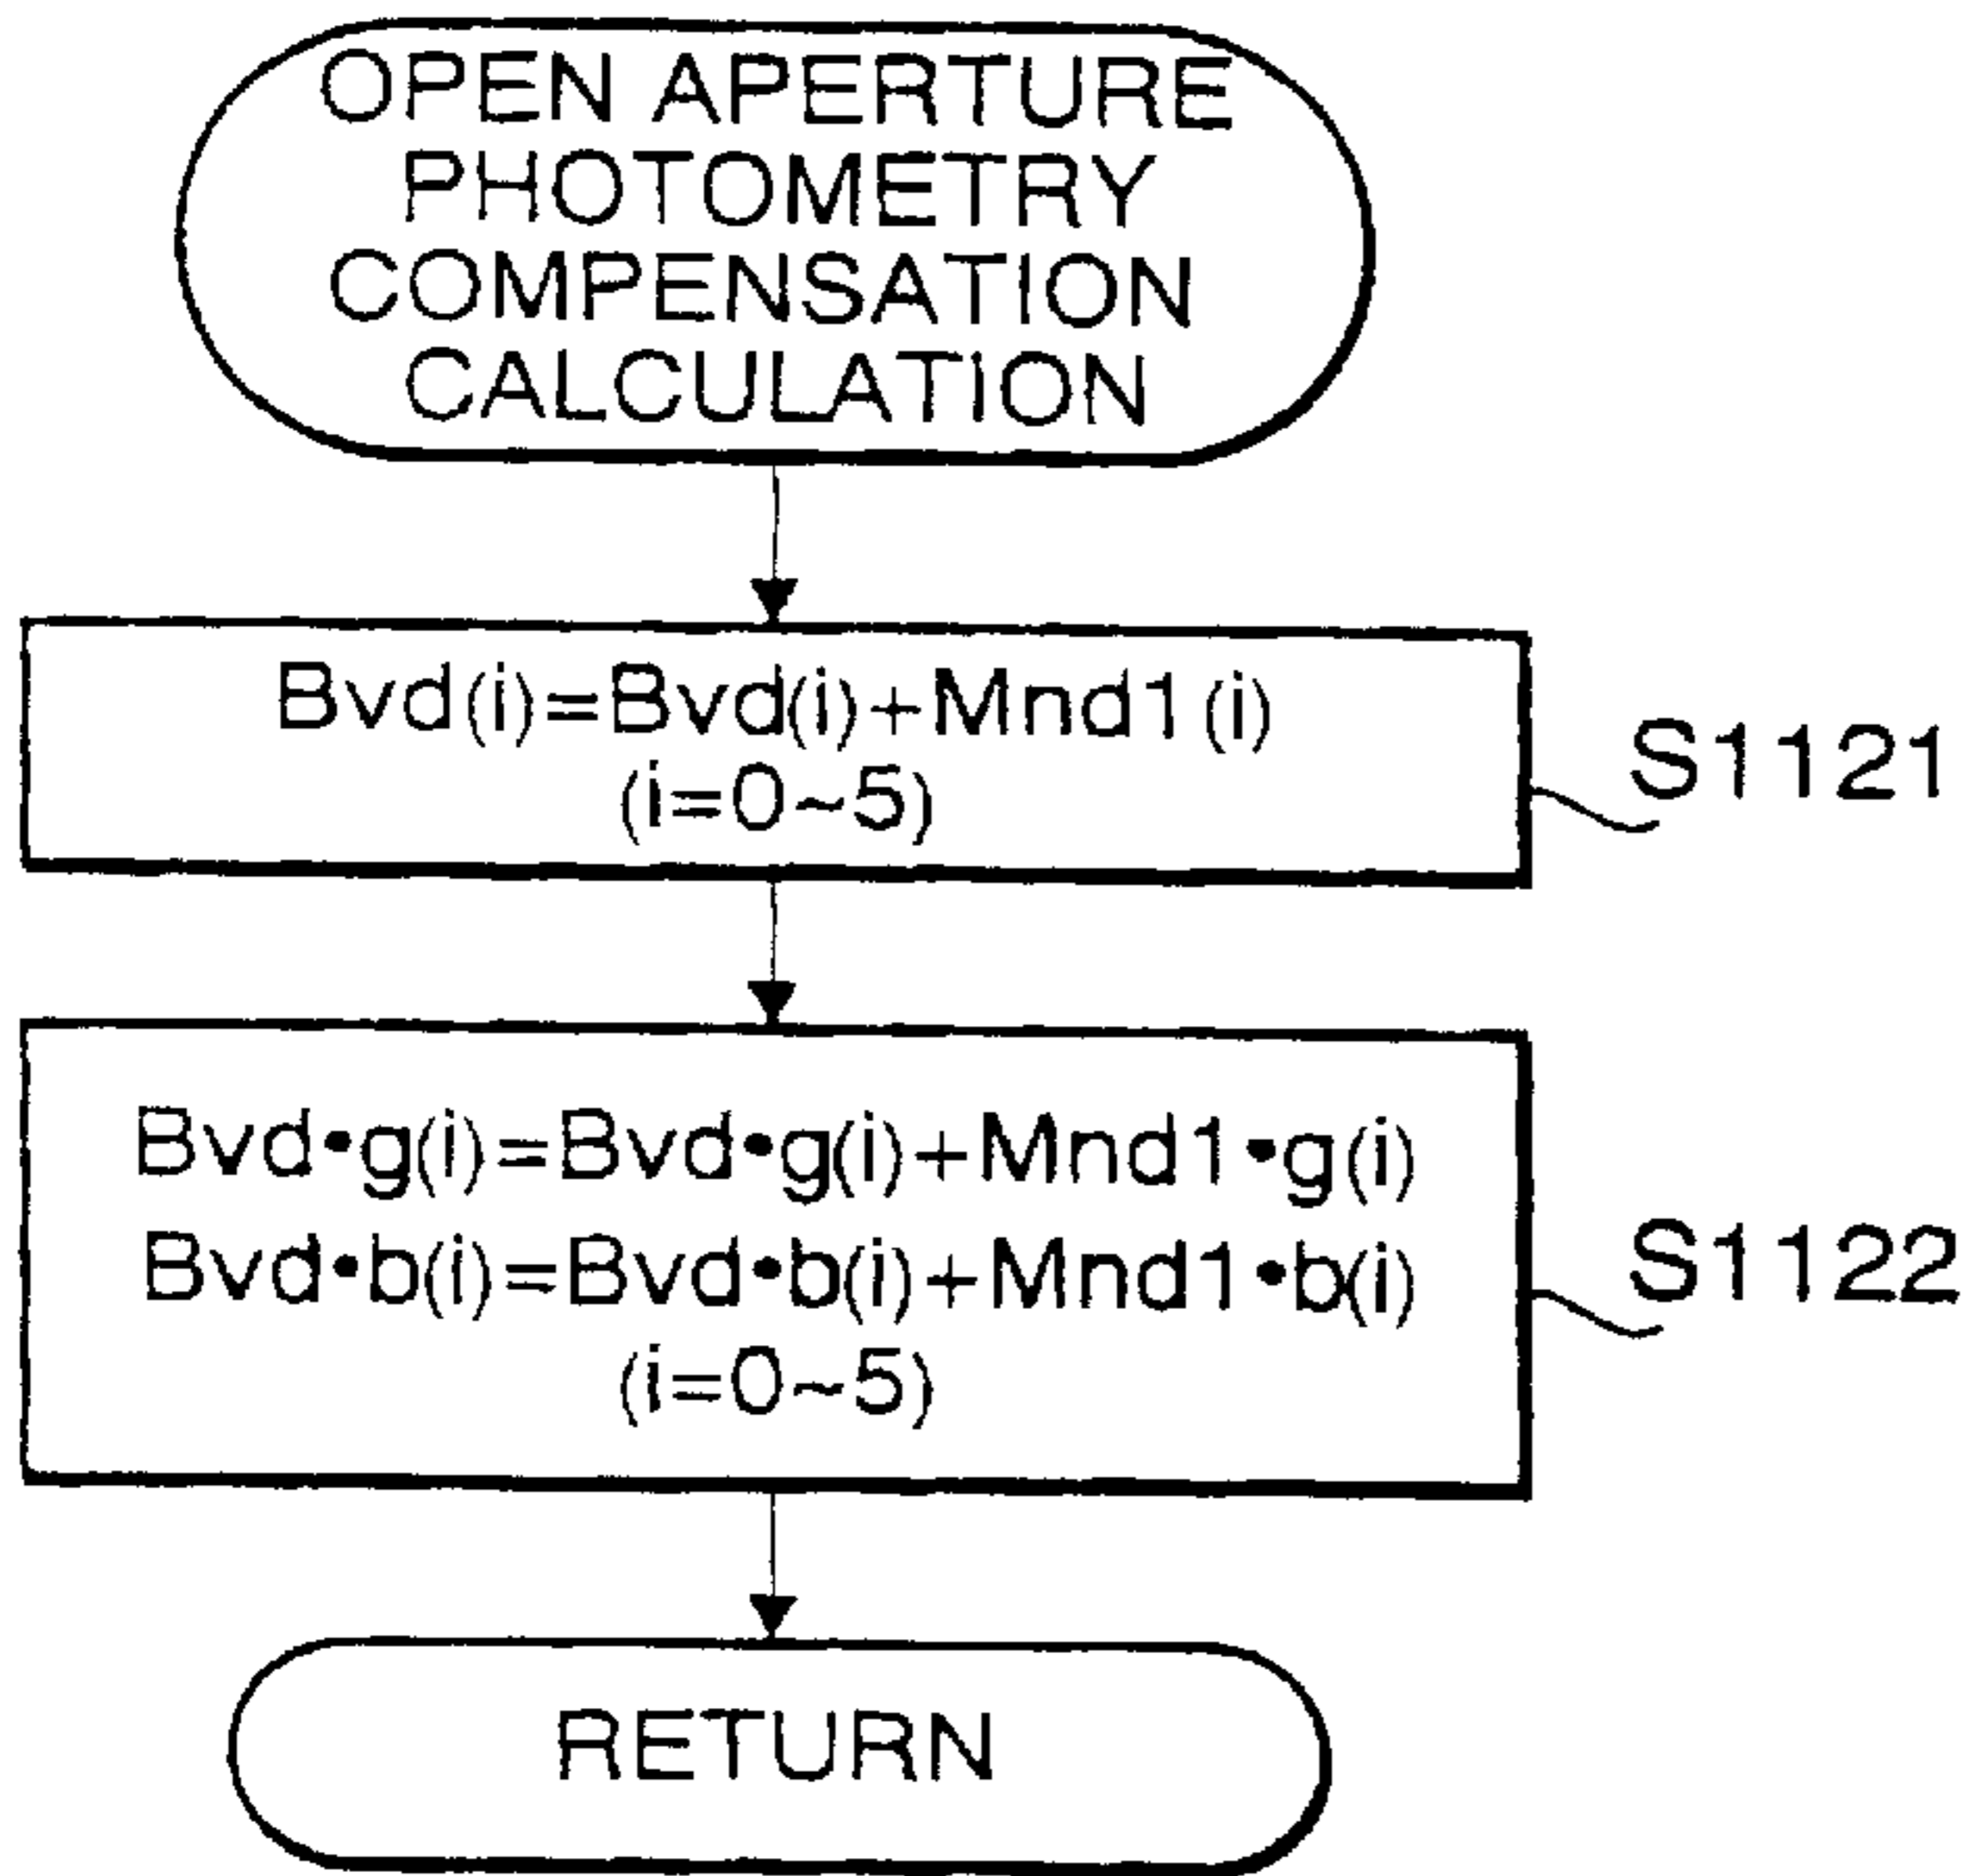 OPEN APERTURE
PHOTOMETRY
COMPENSATION
CALCULATION
Bvd(i)=Bvd(i)+Mnd1(i)
(i=0~5)
S1121
Bvd•g(i)=Bvd•g(i)+Mnd1•g(i)
Bvd•b(i)=Bvd•b(i)+Mnd1•b(i)
(i=0~5)
S1122
RETURN